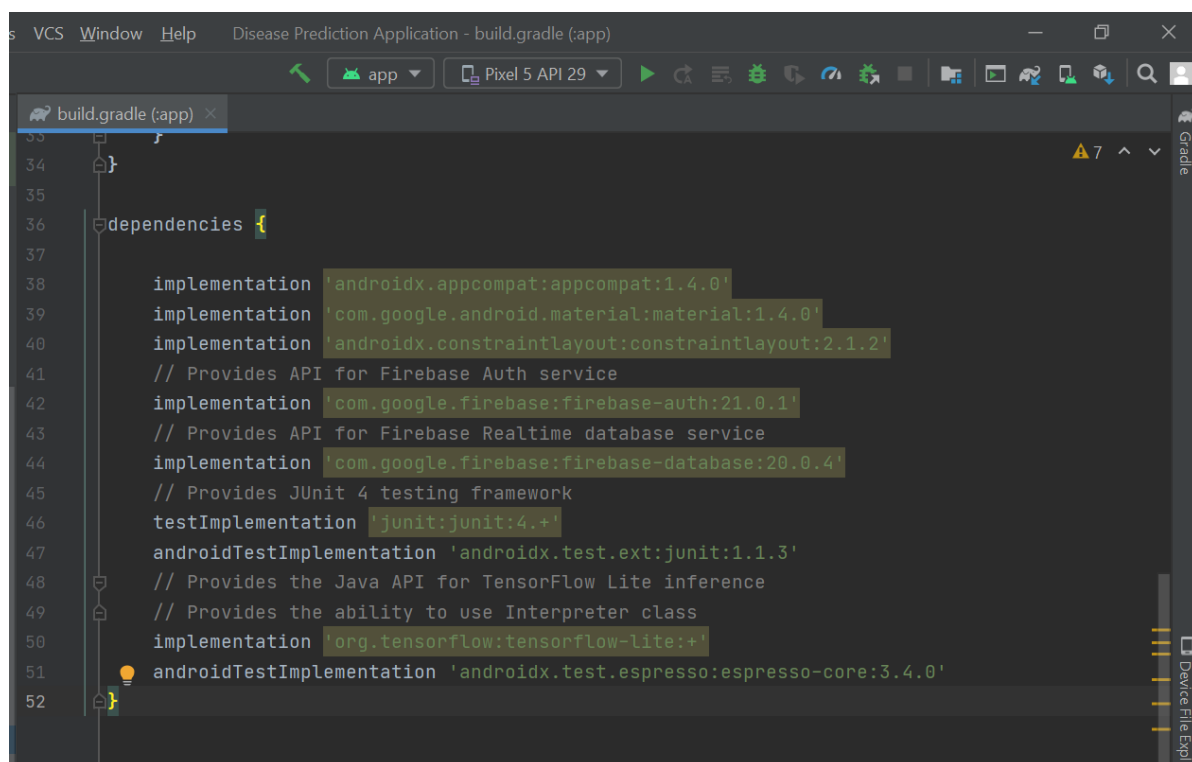 s VCS Window Help Disease Prediction Application - build.gradle (:app)
app Pixel 5 API 29
build.gradle (:app)
33 }
34 }
7
35
36 dependencies {
37
38 implementation 'androidx.appcompat:appcompat:1.4.0'
39 implementation 'com.google.android.material:material:1.4.0'
40 implementation 'androidx.constraintlayout:constraintlayout:2.1.2'
41 // Provides API for Firebase Auth service
42 implementation 'com.google.firebase:firebase-auth:21.0.1'
43 // Provides API for Firebase Realtime database service
44 implementation 'com.google.firebase:firebase-database:20.0.4'
45 // Provides JUnit 4 testing framework
46 testImplementation 'junit:junit:4.+'
47 androidTestImplementation 'androidx.test.ext:junit:1.1.3'
48 // Provides the Java API for TensorFlow Lite inference
49 // Provides the ability to use Interpreter class
50 implementation 'org.tensorflow:tensorflow-lite:+'
51 androidTestImplementation 'androidx.test.espresso:espresso-core:3.4.0'
52 }
Gradle
Device File Expl